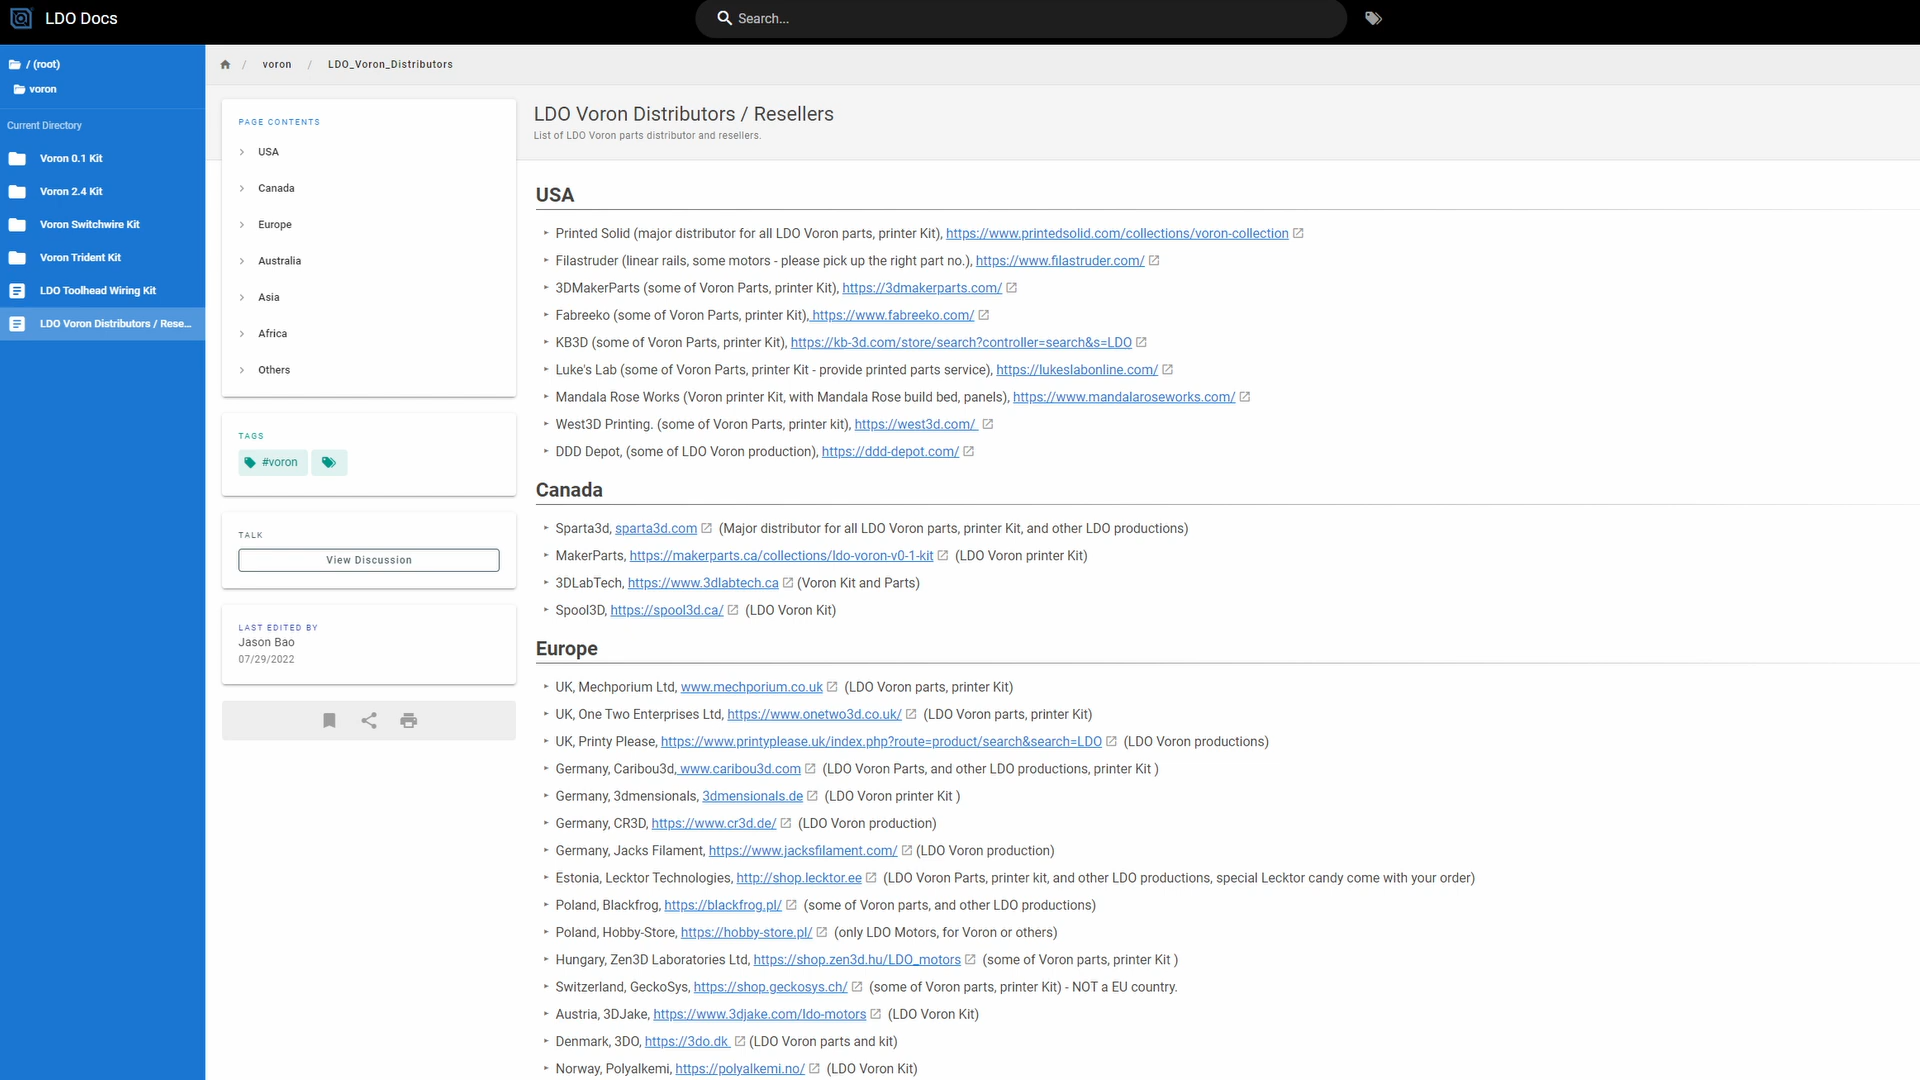 LDO Docs
Search...
/ (root)
voron
Current Directory
Voron 0.1 Kit
Voron 2.4 Kit
Voron Switchwire Kit
Voron Trident Kit
LDO Toolhead Wiring Kit
LDO Voron Distributors / Rese...
/ voron / LDO_Voron_Distributors
PAGE CONTENTS
USA
Canada
Europe
Australia
Asia
Africa
Others
TAGS
#voron
TALK
View Discussion
LAST EDITED BY
Jason Bao
07/29/2022
LDO Voron Distributors / Resellers
List of LDO Voron parts distributor and resellers.
USA
Printed Solid (major distributor for all LDO Voron parts, printer Kit), https://www.printedsolid.com/collections/voron-collection
Filastruder (linear rails, some motors - please pick up the right part no.), https://www.filastruder.com/
3DMakerParts (some of Voron Parts, printer Kit), https://3dmakerparts.com/
Fabreeko (some of Voron Parts, printer Kit), https://www.fabreeko.com/
KB3D (some of Voron Parts, printer Kit), https://kb-3d.com/store/search?controller=search&s=LDO
Luke's Lab (some of Voron Parts, printer Kit - provide printed parts service), https://lukeslabonline.com/
Mandala Rose Works (Voron printer Kit, with Mandala Rose build bed, panels), https://www.mandalaroseworks.com/
West3D Printing. (some of Voron Parts, printer kit), https://west3d.com/
DDD Depot, (some of LDO Voron production), https://ddd-depot.com/
Canada
Sparta3d, sparta3d.com (Major distributor for all LDO Voron parts, printer Kit, and other LDO productions)
MakerParts, https://makerparts.ca/collections/ldo-voron-v0-1-kit (LDO Voron printer Kit)
3DLabTech, https://www.3dlabtech.ca (Voron Kit and Parts)
Spool3D, https://spool3d.ca/ (LDO Voron Kit)
Europe
UK, Mechporium Ltd, www.mechporium.co.uk (LDO Voron parts, printer Kit)
UK, One Two Enterprises Ltd, https://www.onetwo3d.co.uk/ (LDO Voron parts, printer Kit)
UK, Printy Please, https://www.printyplease.uk/index.php?route=product/search&search=LDO (LDO Voron productions)
Germany, Caribou3d, www.caribou3d.com (LDO Voron Parts, and other LDO productions, printer Kit )
Germany, 3dmensionals, 3dmensionals.de (LDO Voron printer Kit )
Germany, CR3D, https://www.cr3d.de/ (LDO Voron production)
Germany, Jacks Filament, https://www.jacksfilament.com/ (LDO Voron production)
Estonia, Lecktor Technologies, http://shop.lecktor.ee (LDO Voron Parts, printer kit, and other LDO productions, special Lecktor candy come with your order)
Poland, Blackfrog, https://blackfrog.pl/ (some of Voron parts, and other LDO productions)
Poland, Hobby-Store, https://hobby-store.pl/ (only LDO Motors, for Voron or others)
Hungary, Zen3D Laboratories Ltd, https://shop.zen3d.hu/LDO_motors (some of Voron parts, printer Kit )
Switzerland, GeckoSys, https://shop.geckosys.ch/ (some of Voron parts, printer Kit) - NOT a EU country.
Austria, 3DJake, https://www.3djake.com/ldo-motors (LDO Voron Kit)
Denmark, 3DO, https://3do.dk (LDO Voron parts and kit)
Norway, Polyalkemi, https://polyalkemi.no/ (LDO Voron Kit)